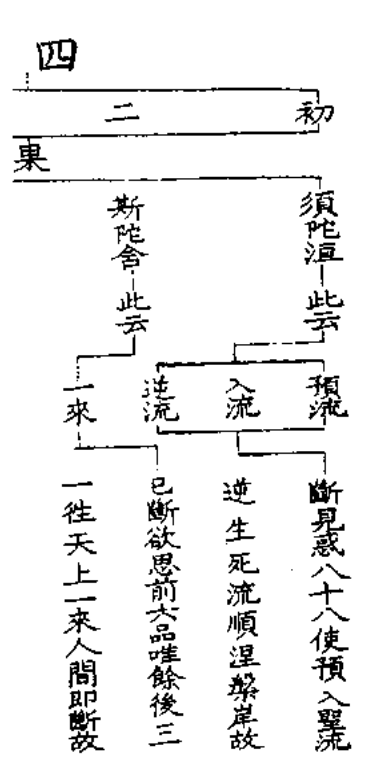 四
初
二
果
須陀洹—此云
預流
入流
逆流
斷見惑八十八使預入聖流
逆生死流順涅槃岸故
斯陀含—此云
一來
已斷欲思前六品唯餘後三
一往天上一來人間即斷故